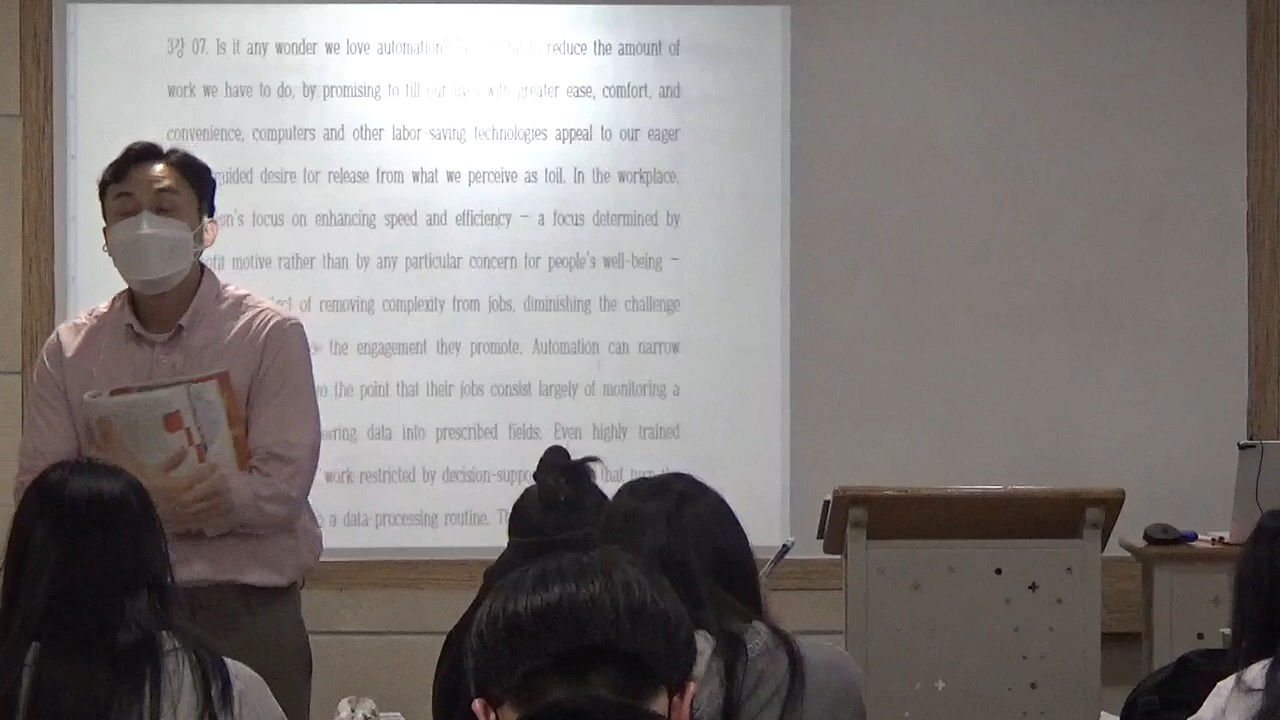 3강 07. Is it any wonder we love automation reduce the amount of
work we have to do, by promising to fill our lives with greater ease, comfort, and
convenience, computers and other labor-saving technologies appeal to our eager
desire for release from what we perceive as toil. In the workplace,
focus on enhancing speed and efficiency - a focus determined by
motive rather than by any particular concern for people's well-being -
of removing complexity from jobs, diminishing the challenge
the engagement they promote. Automation can narrow
the point that their jobs consist largely of monitoring a
data into prescribed fields. Even highly trained
work restricted by that turn
a data-processing routine.